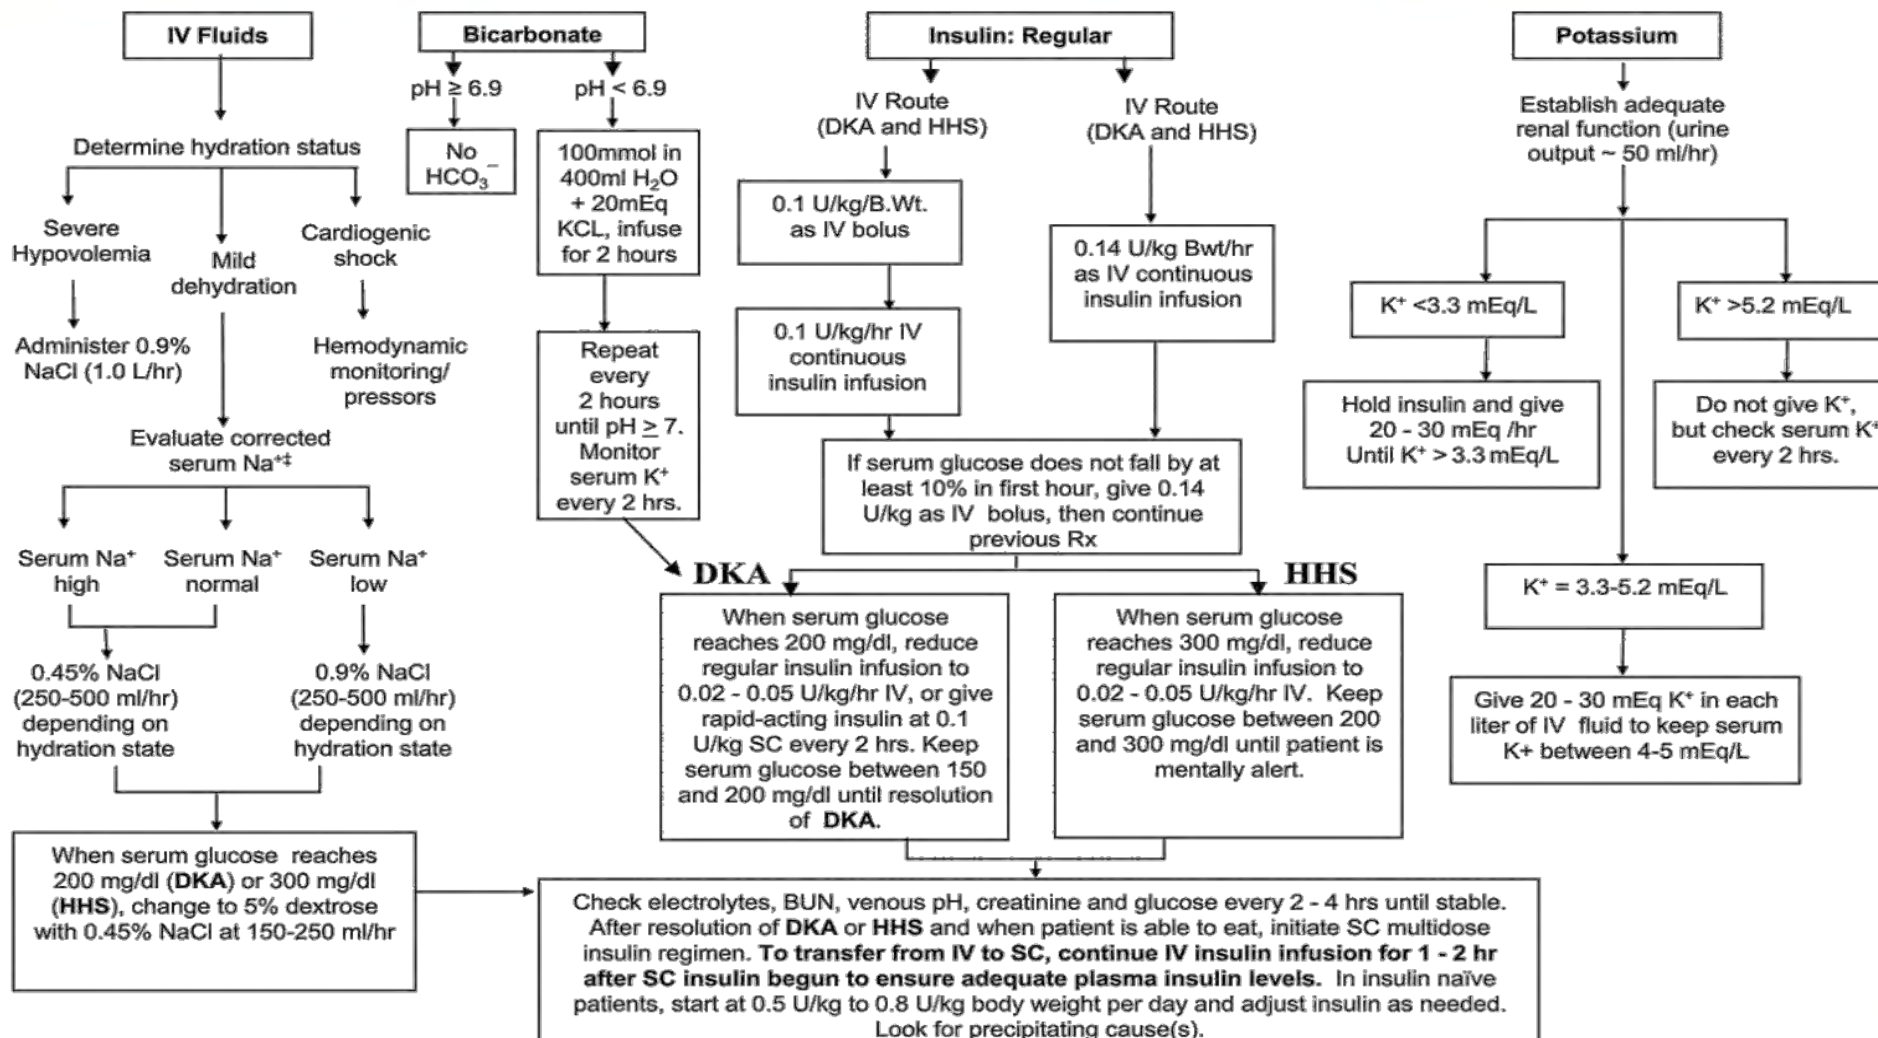 IV Fluids
Determine hydration status
Severe
Hypovolemia
Administer 0.9%
NaCl (1.0 L/hr)
Mild
dehydration
Cardiogenic
shock
Hemodynamic
monitoring/
pressors
Evaluate corrected
serum Na⁺‡
Serum Na⁺
high
Serum Na⁺
normal
Serum Na⁺
low
0.45% NaCl
(250-500 ml/hr)
depending on
hydration state
0.9% NaCl
(250-500 ml/hr)
depending on
hydration state
When serum glucose reaches
200 mg/dl (DKA) or 300 mg/dl
(HHS), change to 5% dextrose
with 0.45% NaCl at 150-250 ml/hr
Bicarbonate
pH ≥ 6.9
No
HCO₃⁻
pH < 6.9
100mmol in
400ml H₂O
+ 20mEq
KCL, infuse
for 2 hours
Repeat
every
2 hours
until pH ≥ 7.
Monitor
serum K⁺
every 2 hrs.
Insulin: Regular
IV Route
(DKA and HHS)
0.1 U/kg/B.Wt.
as IV bolus
0.1 U/kg/hr IV
continuous
insulin infusion
IV Route
(DKA and HHS)
0.14 U/kg Bwt/hr
as IV continuous
insulin infusion
If serum glucose does not fall by at
least 10% in first hour, give 0.14
U/kg as IV bolus, then continue
previous Rx
DKA
When serum glucose
reaches 200 mg/dl, reduce
regular insulin infusion to
0.02 - 0.05 U/kg/hr IV, or give
rapid-acting insulin at 0.1
U/kg SC every 2 hrs. Keep
serum glucose between 150
and 200 mg/dl until resolution
of DKA.
HHS
When serum glucose
reaches 300 mg/dl, reduce
regular insulin infusion to
0.02 - 0.05 U/kg/hr IV. Keep
serum glucose between 200
and 300 mg/dl until patient is
mentally alert.
Potassium
Establish adequate
renal function (urine
output ~ 50 ml/hr)
K⁺ <3.3 mEq/L
Hold insulin and give
20 - 30 mEq /hr
Until K⁺ > 3.3 mEq/L
K⁺ >5.2 mEq/L
Do not give K⁺,
but check serum K⁺
every 2 hrs.
K⁺ = 3.3-5.2 mEq/L
Give 20 - 30 mEq K⁺ in each
liter of IV fluid to keep serum
K+ between 4-5 mEq/L
Check electrolytes, BUN, venous pH, creatinine and glucose every 2 - 4 hrs until stable.
After resolution of DKA or HHS and when patient is able to eat, initiate SC multidose
insulin regimen. To transfer from IV to SC, continue IV insulin infusion for 1 - 2 hr
after SC insulin begun to ensure adequate plasma insulin levels. In insulin naïve
patients, start at 0.5 U/kg to 0.8 U/kg body weight per day and adjust insulin as needed.
Look for precipitating cause(s).